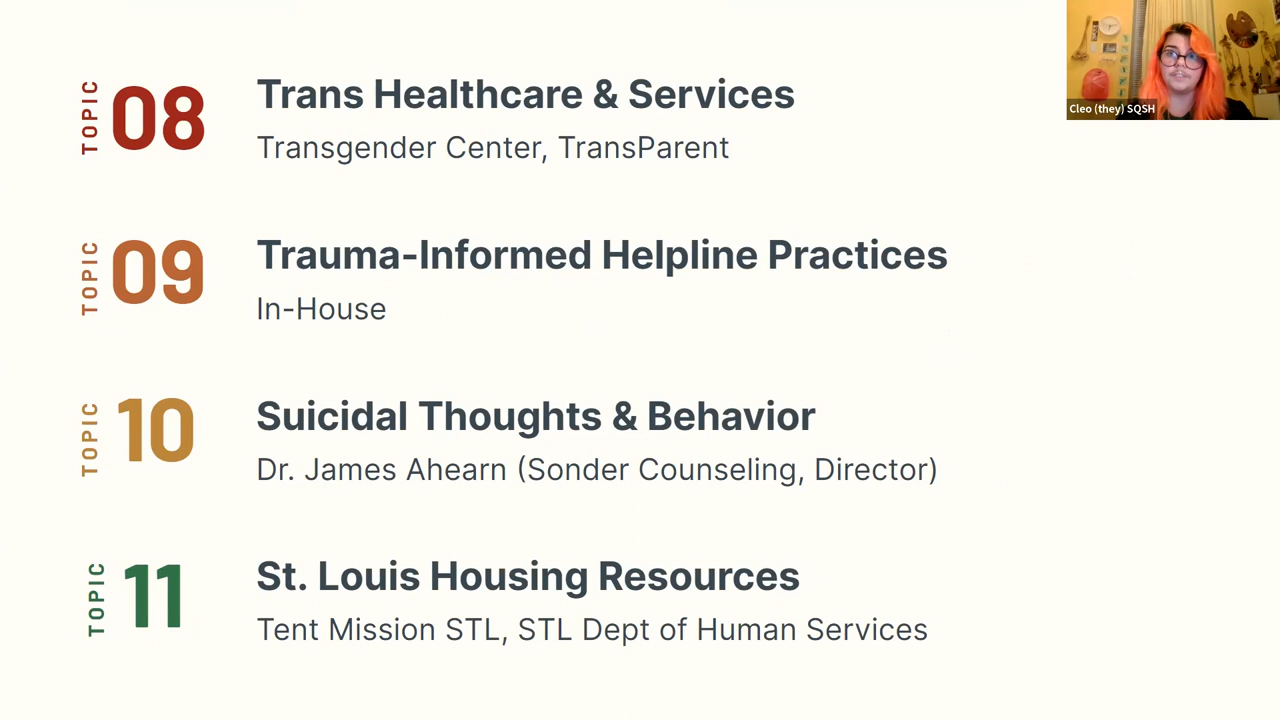 TOPIC 08
Trans Healthcare & Services
Transgender Center, TransParent
TOPIC 09
Trauma-Informed Helpline Practices
In-House
TOPIC 10
Suicidal Thoughts & Behavior
Dr. James Ahearn (Sonder Counseling, Director)
TOPIC 11
St. Louis Housing Resources
Tent Mission STL, STL Dept of Human Services
Cleo (they) SQSH